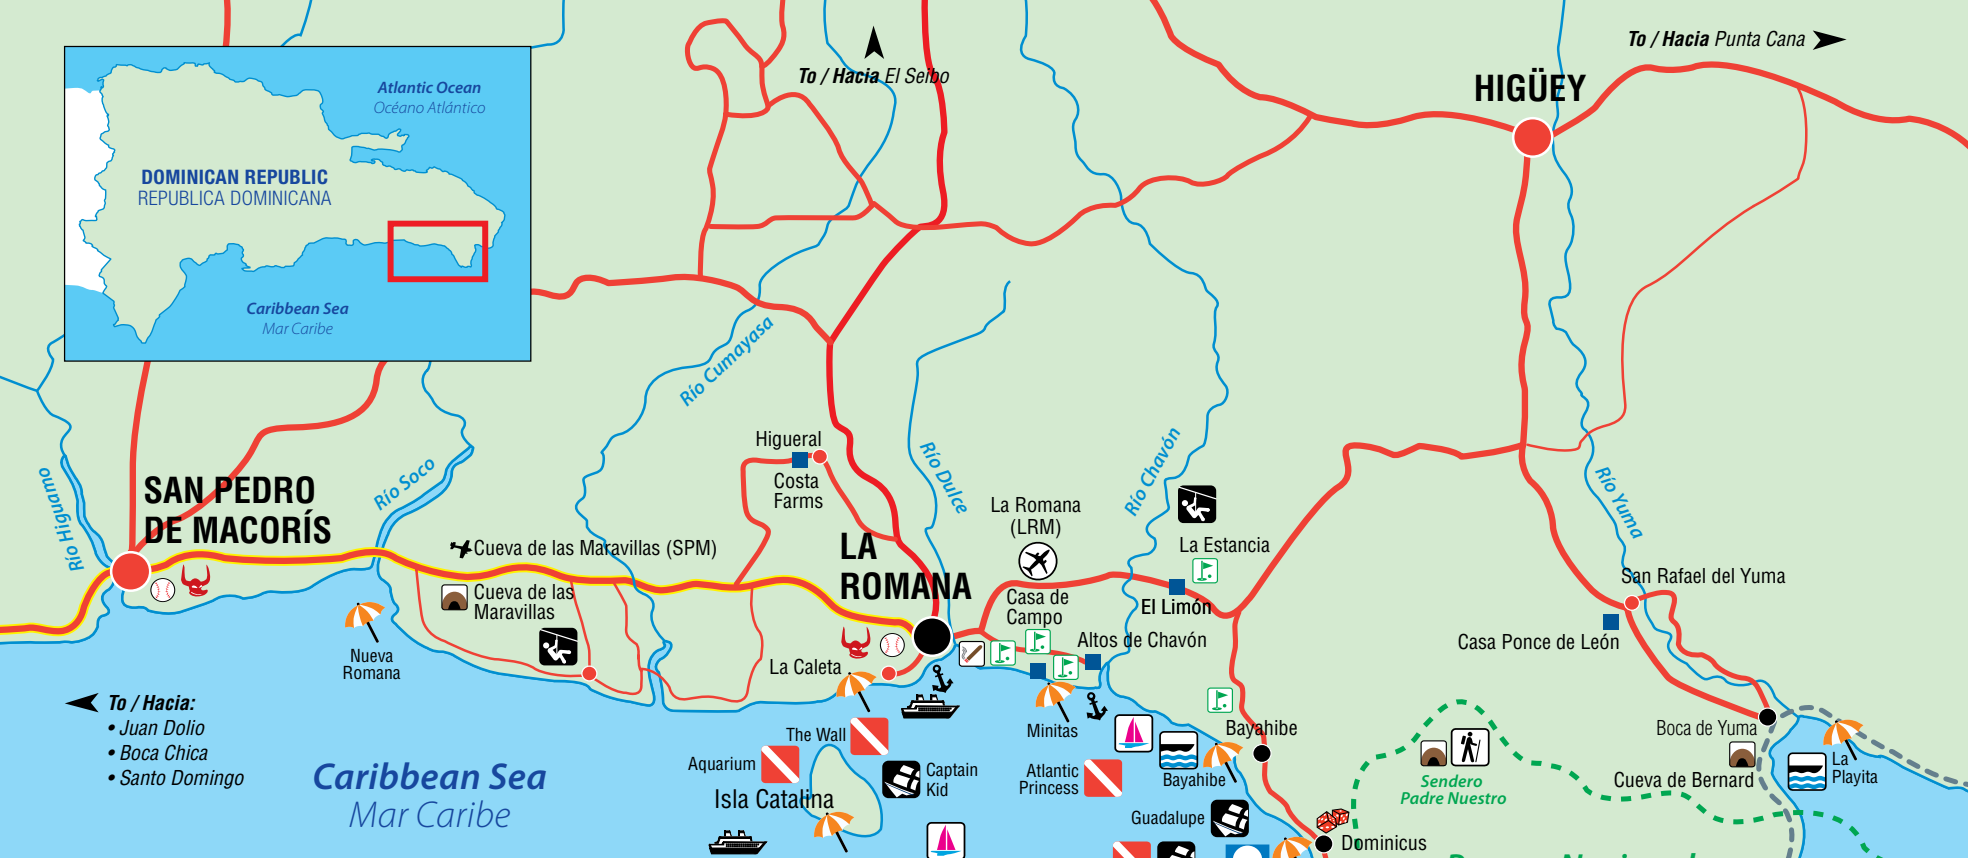 To / Hacia Punta Cana
To / Hacia El Seibo
HIGÜEY
Atlantic Ocean
Océano Atlántico
DOMINICAN REPUBLIC
REPUBLICA DOMINICANA
Caribbean Sea
Mar Caribe
Río Cumayasa
Río Higuamo
Río Soco
Río Dulce
Río Chavón
Río Yuma
SAN PEDRO
DE MACORÍS
Higueral
Costa
Farms
La Romana
(LRM)
LA
ROMANA
Cueva de las Maravillas (SPM)
Cueva de las
Maravillas
La Estancia
El Limón
Casa de
Campo
Altos de Chavón
San Rafael del Yuma
Casa Ponce de León
Nueva
Romana
La Caleta
Minitas
To / Hacia:
• Juan Dolio
• Boca Chica
• Santo Domingo
Caribbean Sea
Mar Caribe
The Wall
Aquarium
Isla Catalina
Captain
Kid
Atlantic
Princess
Bayahibe
Bayahibe
Guadalupe
Dominicus
Sendero
Padre Nuestro
Boca de Yuma
Cueva de Bernard
La
Playita